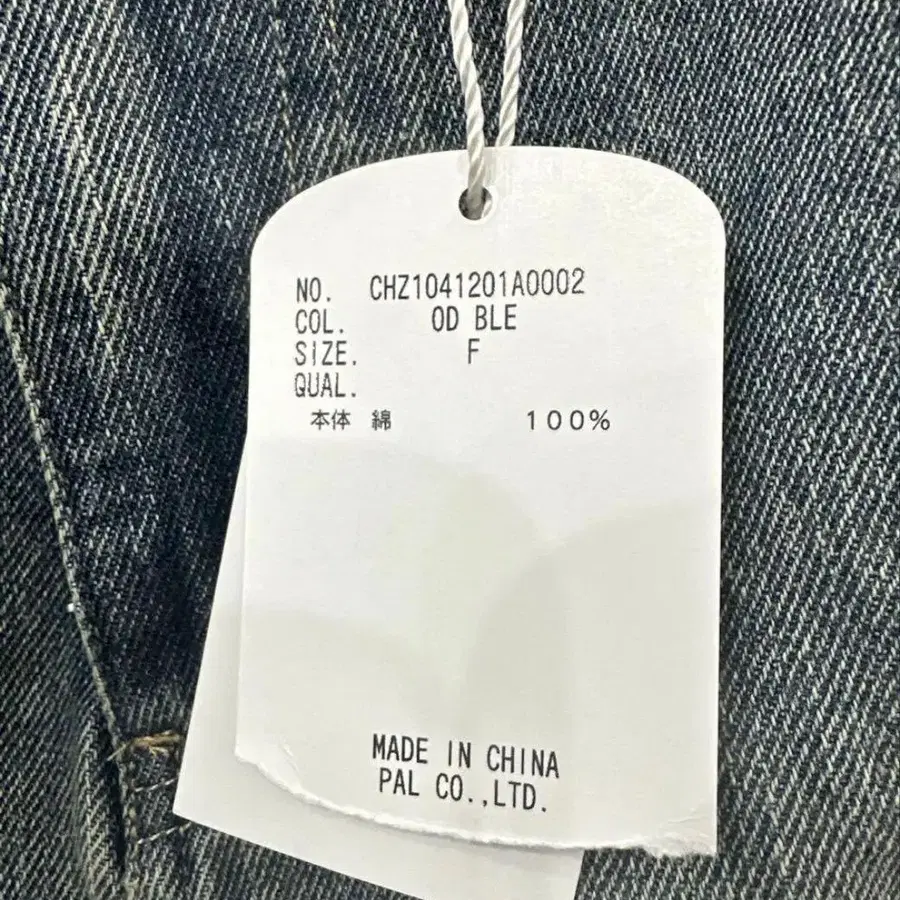 NO. CHZ1041201A0002
COL. OD BLE
SIZE. F
QUAL.
本体 綿 100%
MADE IN CHINA
PAL CO.,LTD.